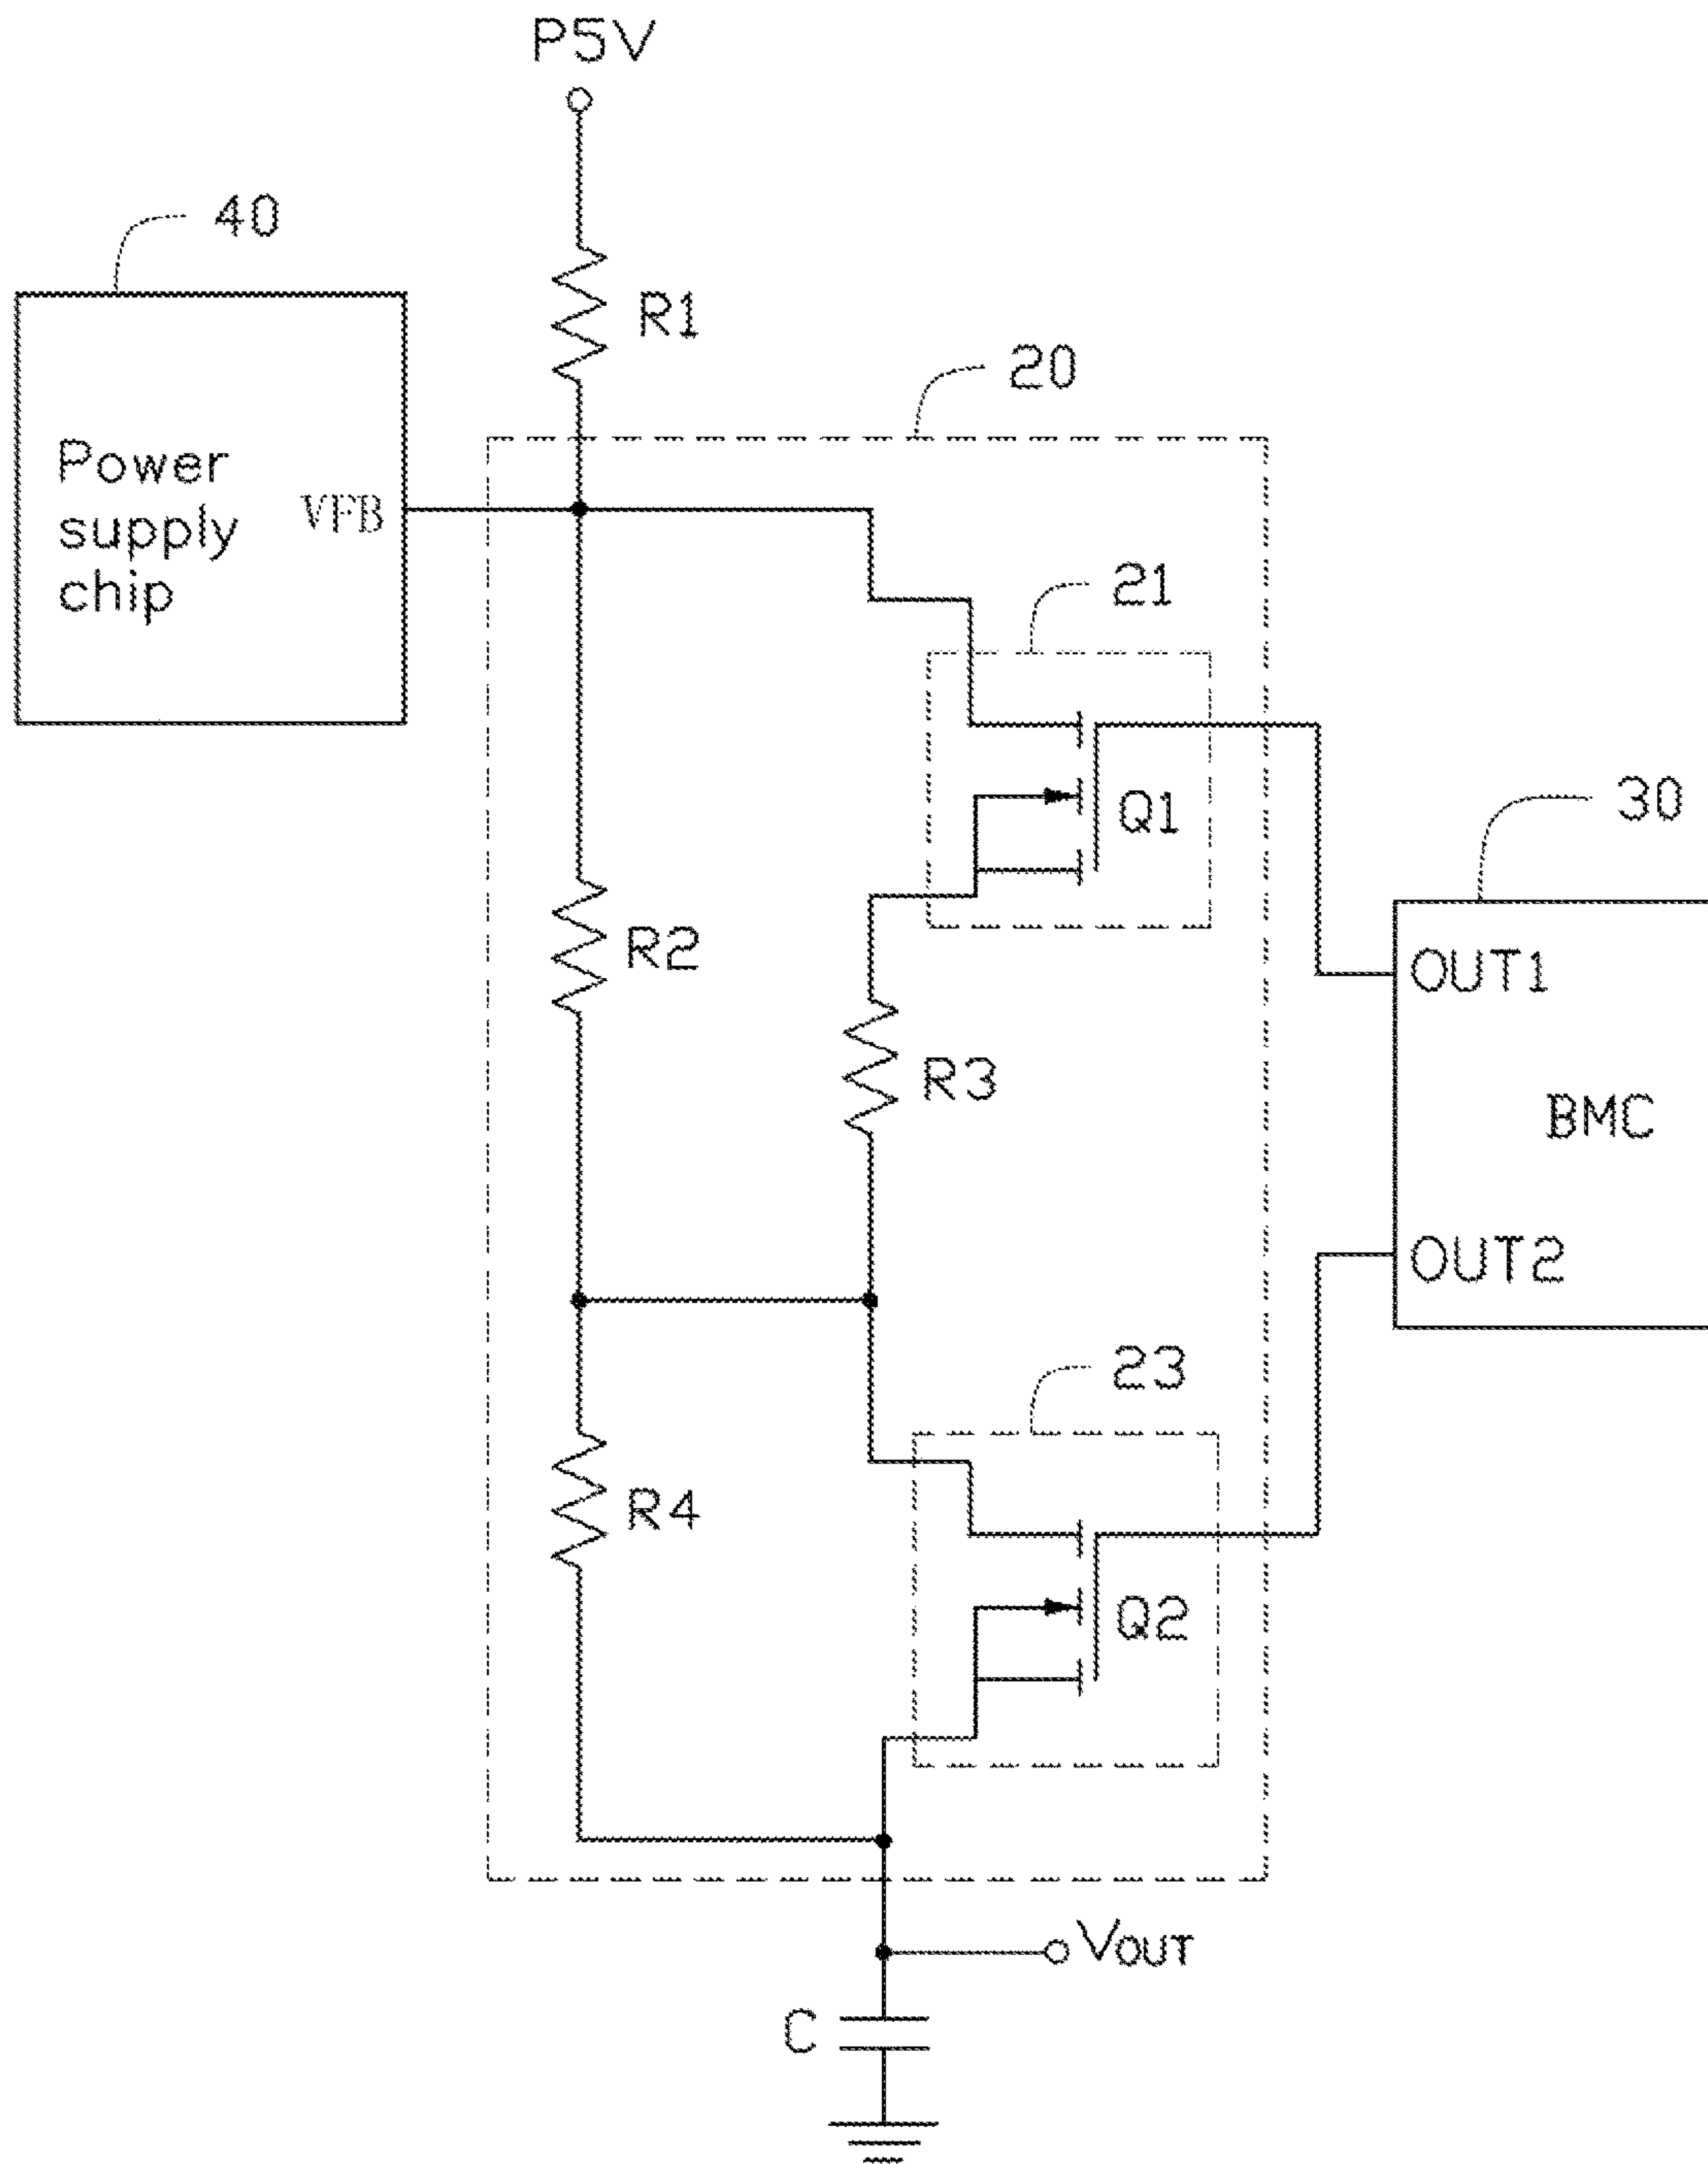 P5V
40
R1
20
Power
supply
chip
VFB
21
Q1
30
R2
OUT1
R3
BMC
OUT2
23
R4
Q2
VOUT
C